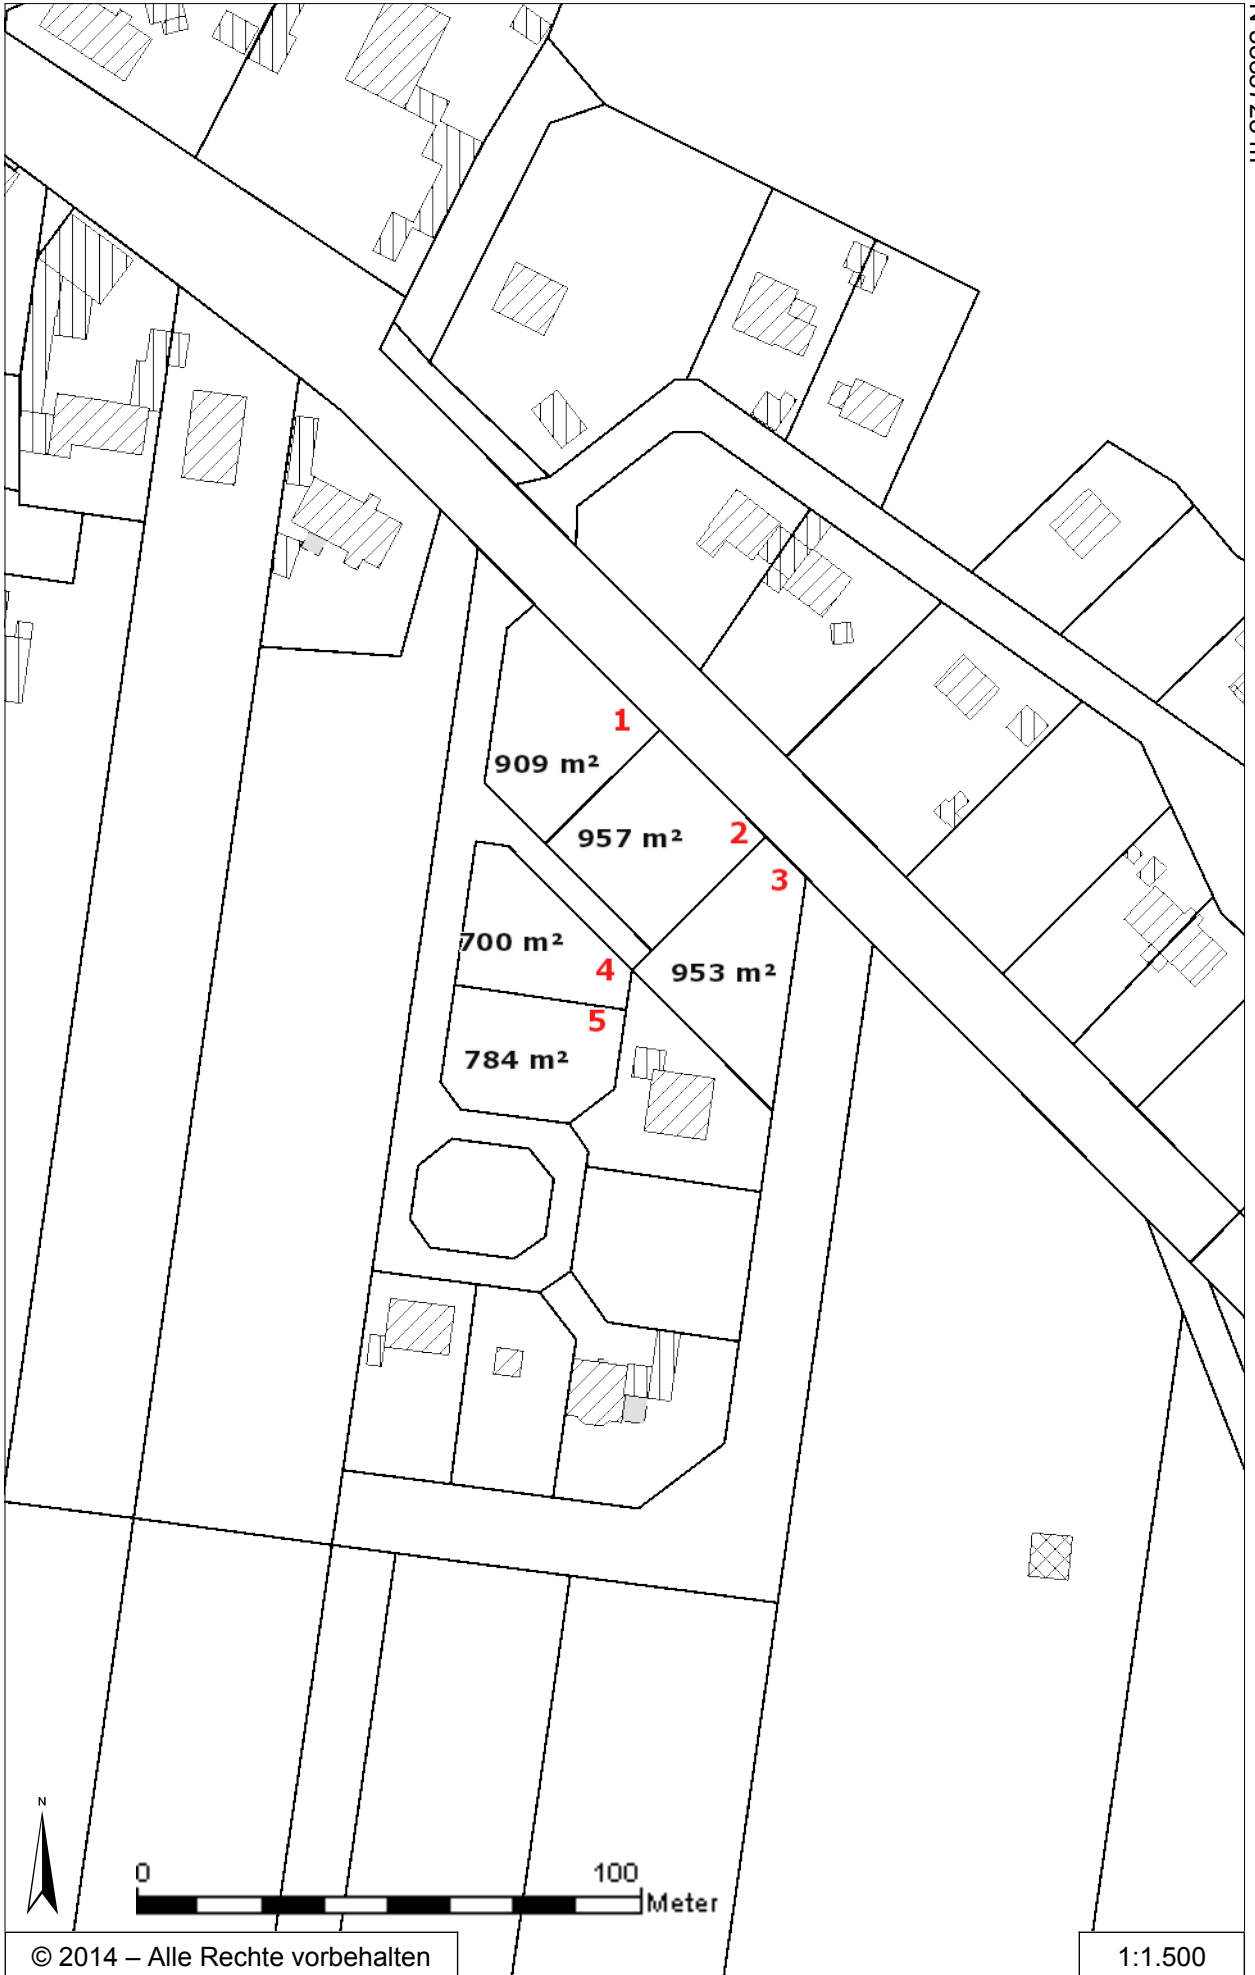 1
909 m²
957 m²
2
3
700 m²
4
953 m²
5
784 m²
N
0
100
Meter
© 2014 – Alle Rechte vorbehalten
1:1.500